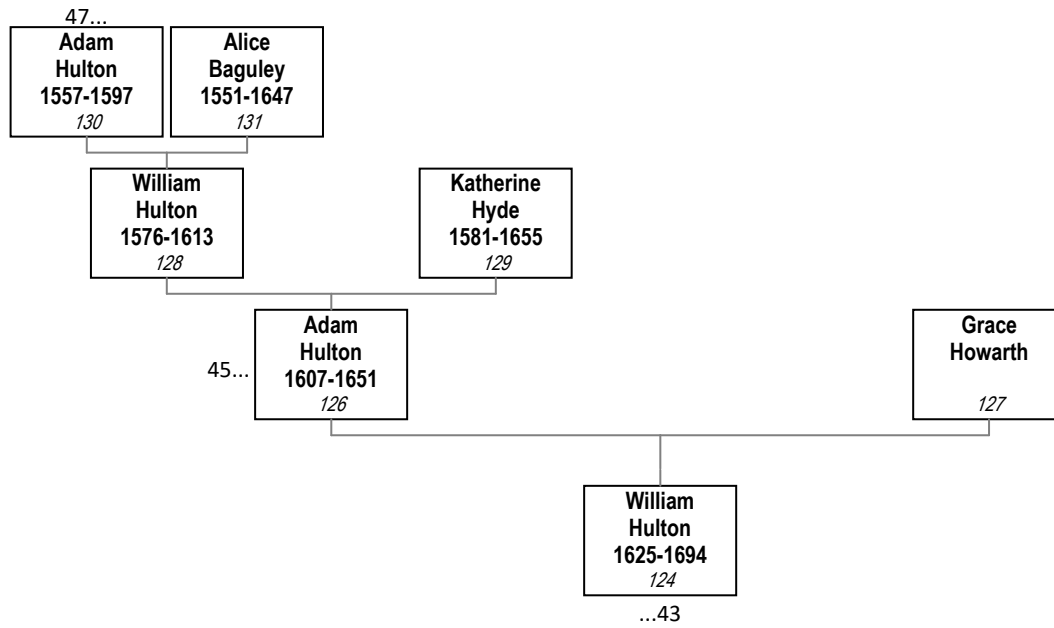 47...
Adam
Hulton
1557-1597
130
Alice
Baguley
1551-1647
131
William
Hulton
1576-1613
128
Katherine
Hyde
1581-1655
129
45...
Adam
Hulton
1607-1651
126
Grace
Howarth
127
William
Hulton
1625-1694
124
...43